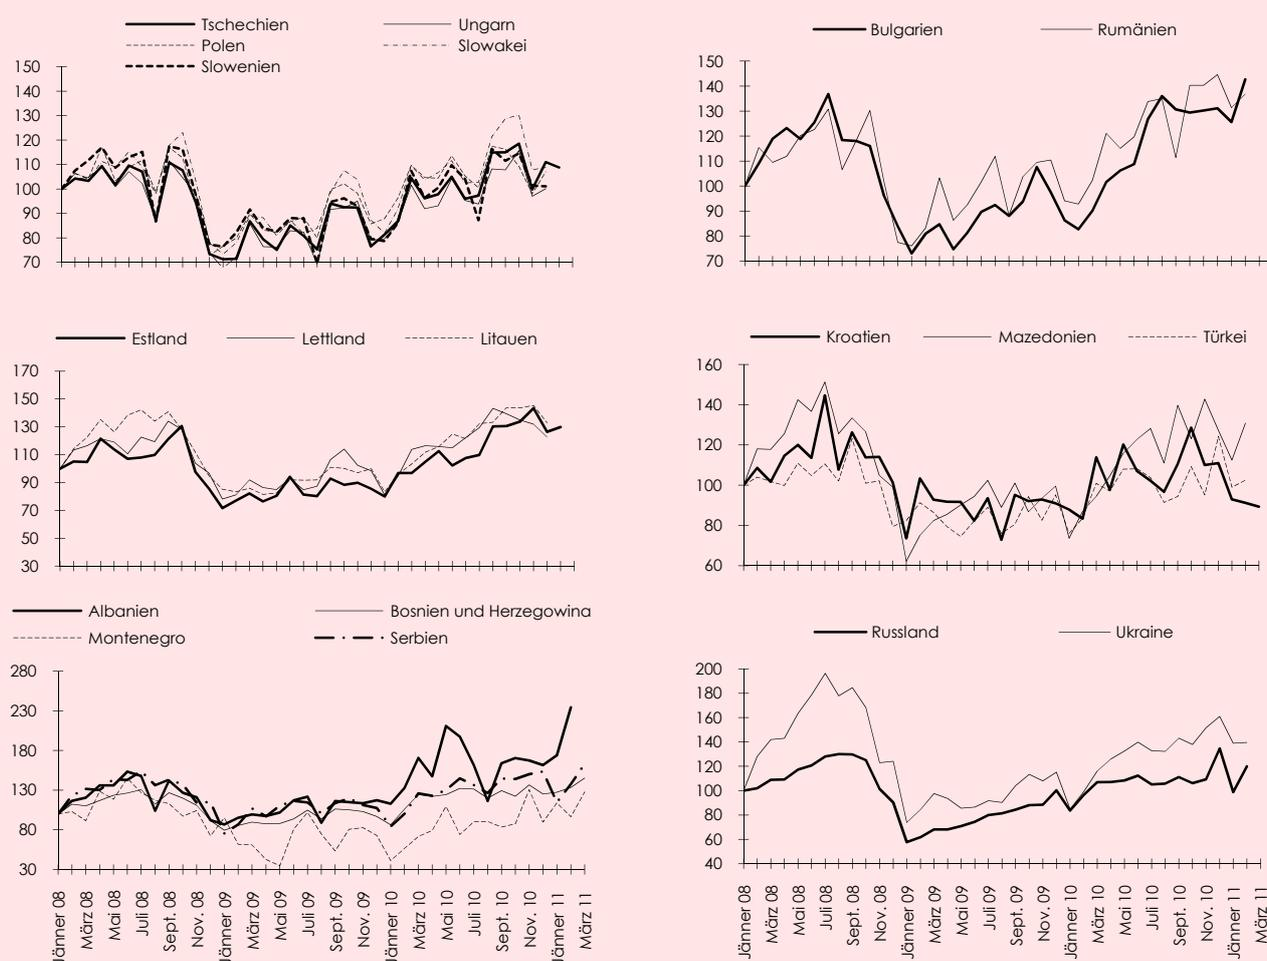 Tschechien Ungarn
Polen Slowakei
Slowenien
150
140
130
120
110
100
90
80
70
Bulgarien Rumänien
150
140
130
120
110
100
90
80
70
Estland Lettland Litauen
170
150
130
110
90
70
50
30
Kroatien Mazedonien Türkei
160
140
120
100
80
60
Albanien Bosnien und Herzegowina
Montenegro Serbien
280
230
180
130
80
30
Jänner 08
März 08
Mai 08
Juli 08
Sept. 08
Nov. 08
Jänner 09
März 09
Mai 09
Juli 09
Sept. 09
Nov. 09
Jänner 10
März 10
Mai 10
Juli 10
Sept. 10
Nov. 10
Jänner 11
März 11
Russland Ukraine
200
180
160
140
120
100
80
60
40
Jänner 08
März 08
Mai 08
Juli 08
Sept. 08
Nov. 08
Jänner 09
März 09
Mai 09
Juli 09
Sept. 09
Nov. 09
Jänner 10
März 10
Mai 10
Juli 10
Sept. 10
Nov. 10
Jänner 11
März 11